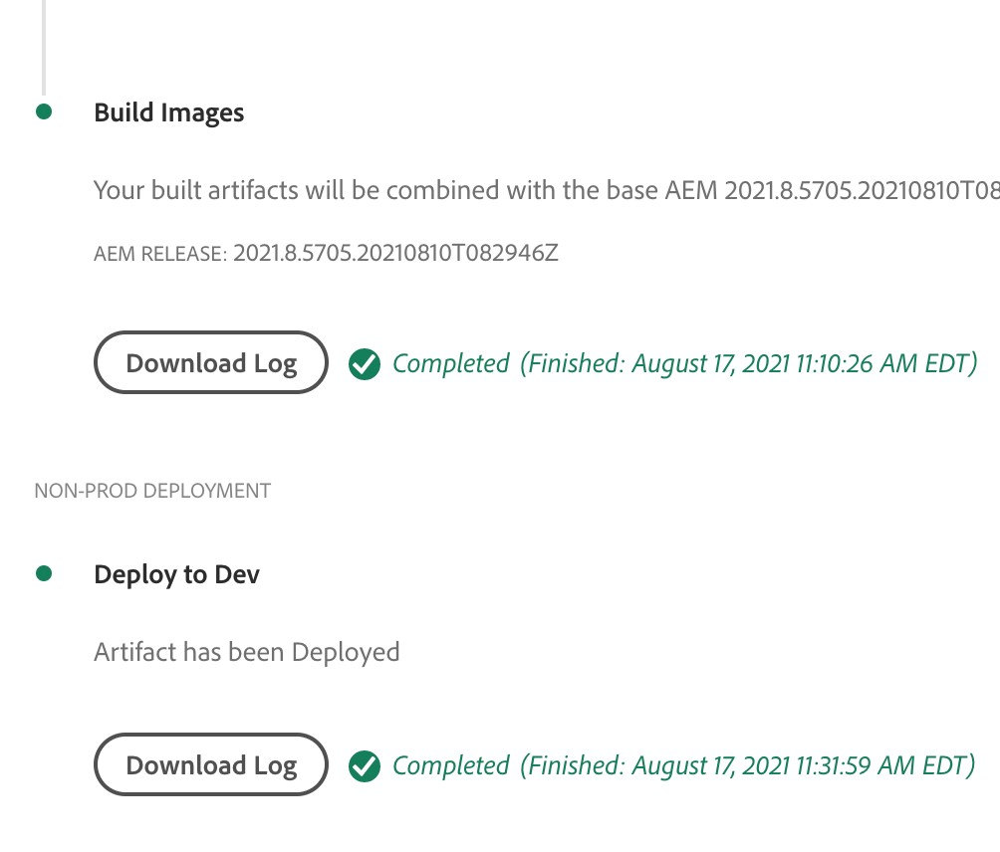 Build Images
Your built artifacts will be combined with the base AEM 2021.8.5705.20210810T08
AEM RELEASE: 2021.8.5705.20210810T082946Z
Download Log Completed (Finished: August 17, 2021 11:10:26 AM EDT)
NON-PROD DEPLOYMENT
Deploy to Dev
Artifact has been Deployed
Download Log Completed (Finished: August 17, 2021 11:31:59 AM EDT)